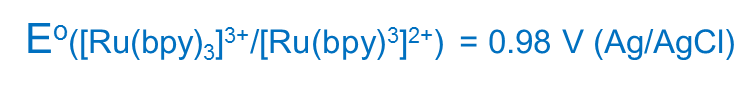 Eº([Ru(bpy)₃]³⁺/[Ru(bpy)³]²⁺) = 0.98 V (Ag/AgCl)